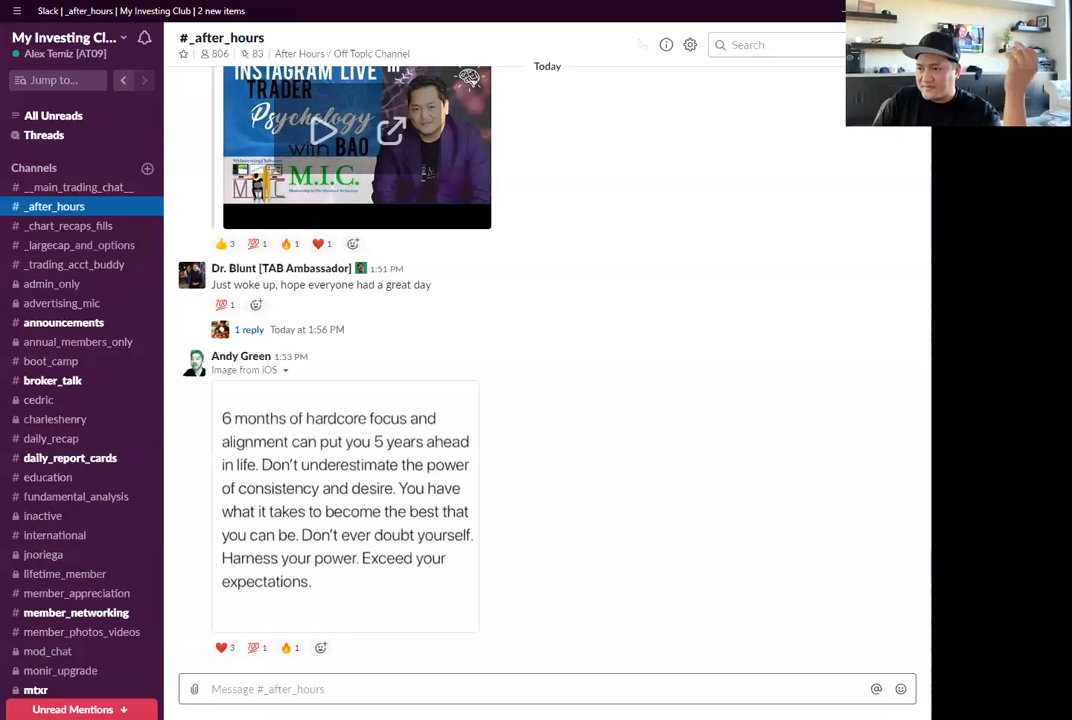 Slack | _after_hours | My Investing Club | 2 new items
My Investing Clu...
Alex Temiz [AT09]
Jump to...
All Unreads
Threads
Channels
# __main_trading_chat__
# _after_hours
# _chart_recaps_fills
# _largecap_and_options
# _trading_acct_buddy
admin_only
advertising_mic
# announcements
annual_members_only
# boot_camp
# broker_talk
cedric
charleshenry
# daily_recap
# daily_report_cards
# education
# fundamental_analysis
inactive
# international
jnoriega
lifetime_member
# member_appreciation
# member_networking
# member_photos_videos
mod_chat
monir_upgrade
mtxr
Unread Mentions
#_after_hours
806
83
After Hours / Off Topic Channel
Search
Today
INSTAGRAM LIVE
TRADER
Psychology
with BAO
M.I.C.
3
1
1
1
Dr. Blunt [TAB Ambassador] 1:51 PM
Just woke up, hope everyone had a great day
1
1 reply Today at 1:56 PM
Andy Green 1:53 PM
Image from iOS
6 months of hardcore focus and
alignment can put you 5 years ahead
in life. Don't underestimate the power
of consistency and desire. You have
what it takes to become the best that
you can be. Don't ever doubt yourself.
Harness your power. Exceed your
expectations.
3
1
1
Message #_after_hours